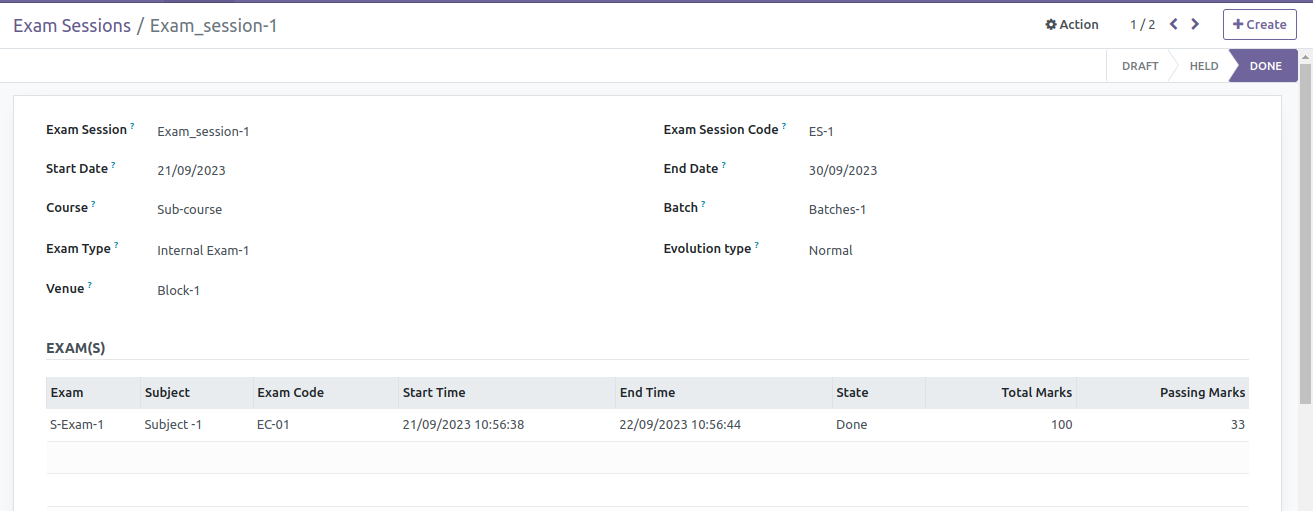 Exam Sessions / Exam_session-1
Action 1 / 2 Create
DRAFT HELD DONE
Exam Session ? Exam_session-1 Exam Session Code ? ES-1
Start Date ? 21/09/2023 End Date ? 30/09/2023
Course ? Sub-course Batch ? Batches-1
Exam Type ? Internal Exam-1 Evolution type ? Normal
Venue ? Block-1
EXAM(S)
Exam Subject Exam Code Start Time End Time State Total Marks Passing Marks
S-Exam-1 Subject -1 EC-01 21/09/2023 10:56:38 22/09/2023 10:56:44 Done 100 33